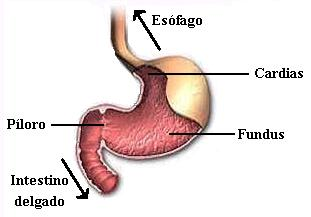 Esófago
Cardias
Píloro
Fundus
Intestino
delgado